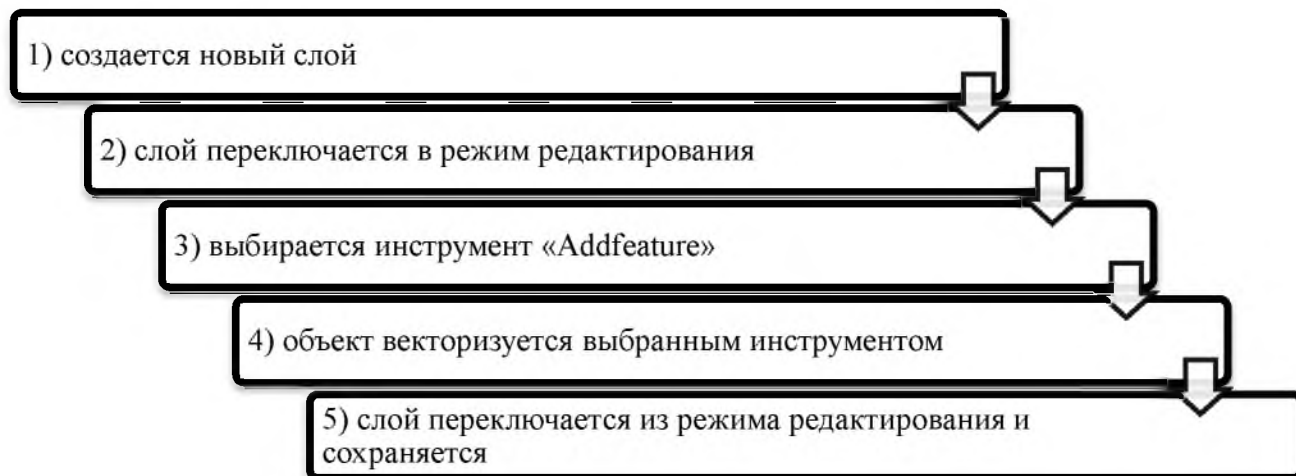 1) создается новый слой
2) слой переключается в режим редактирования
3) выбирается инструмент «Addfeature»
4) объект векторизуется выбранным инструментом
5) слой переключается из режима редактирования и
сохраняется